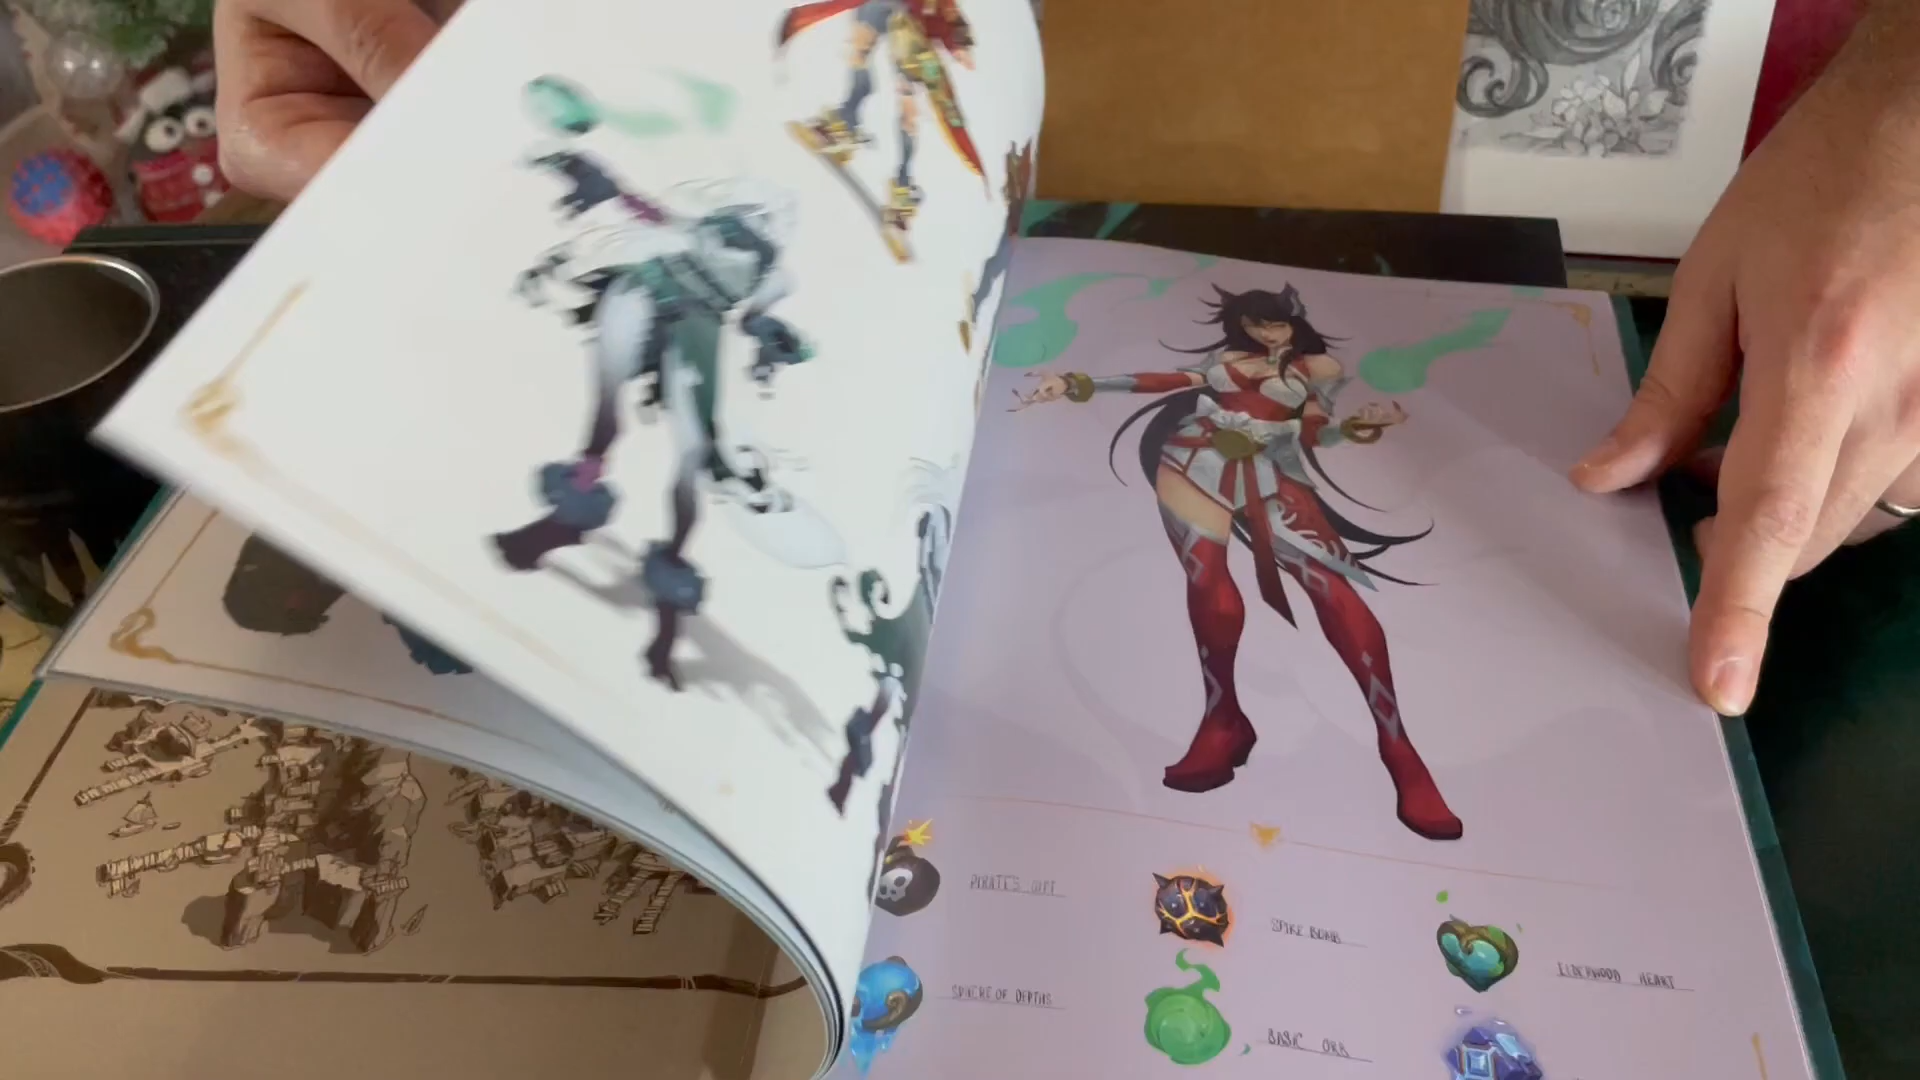 PIRATE'S GIFT
SPIKE BOMB
ELDERWOOD HEART
SPHERE OF DEPTHS
BASIC ORB